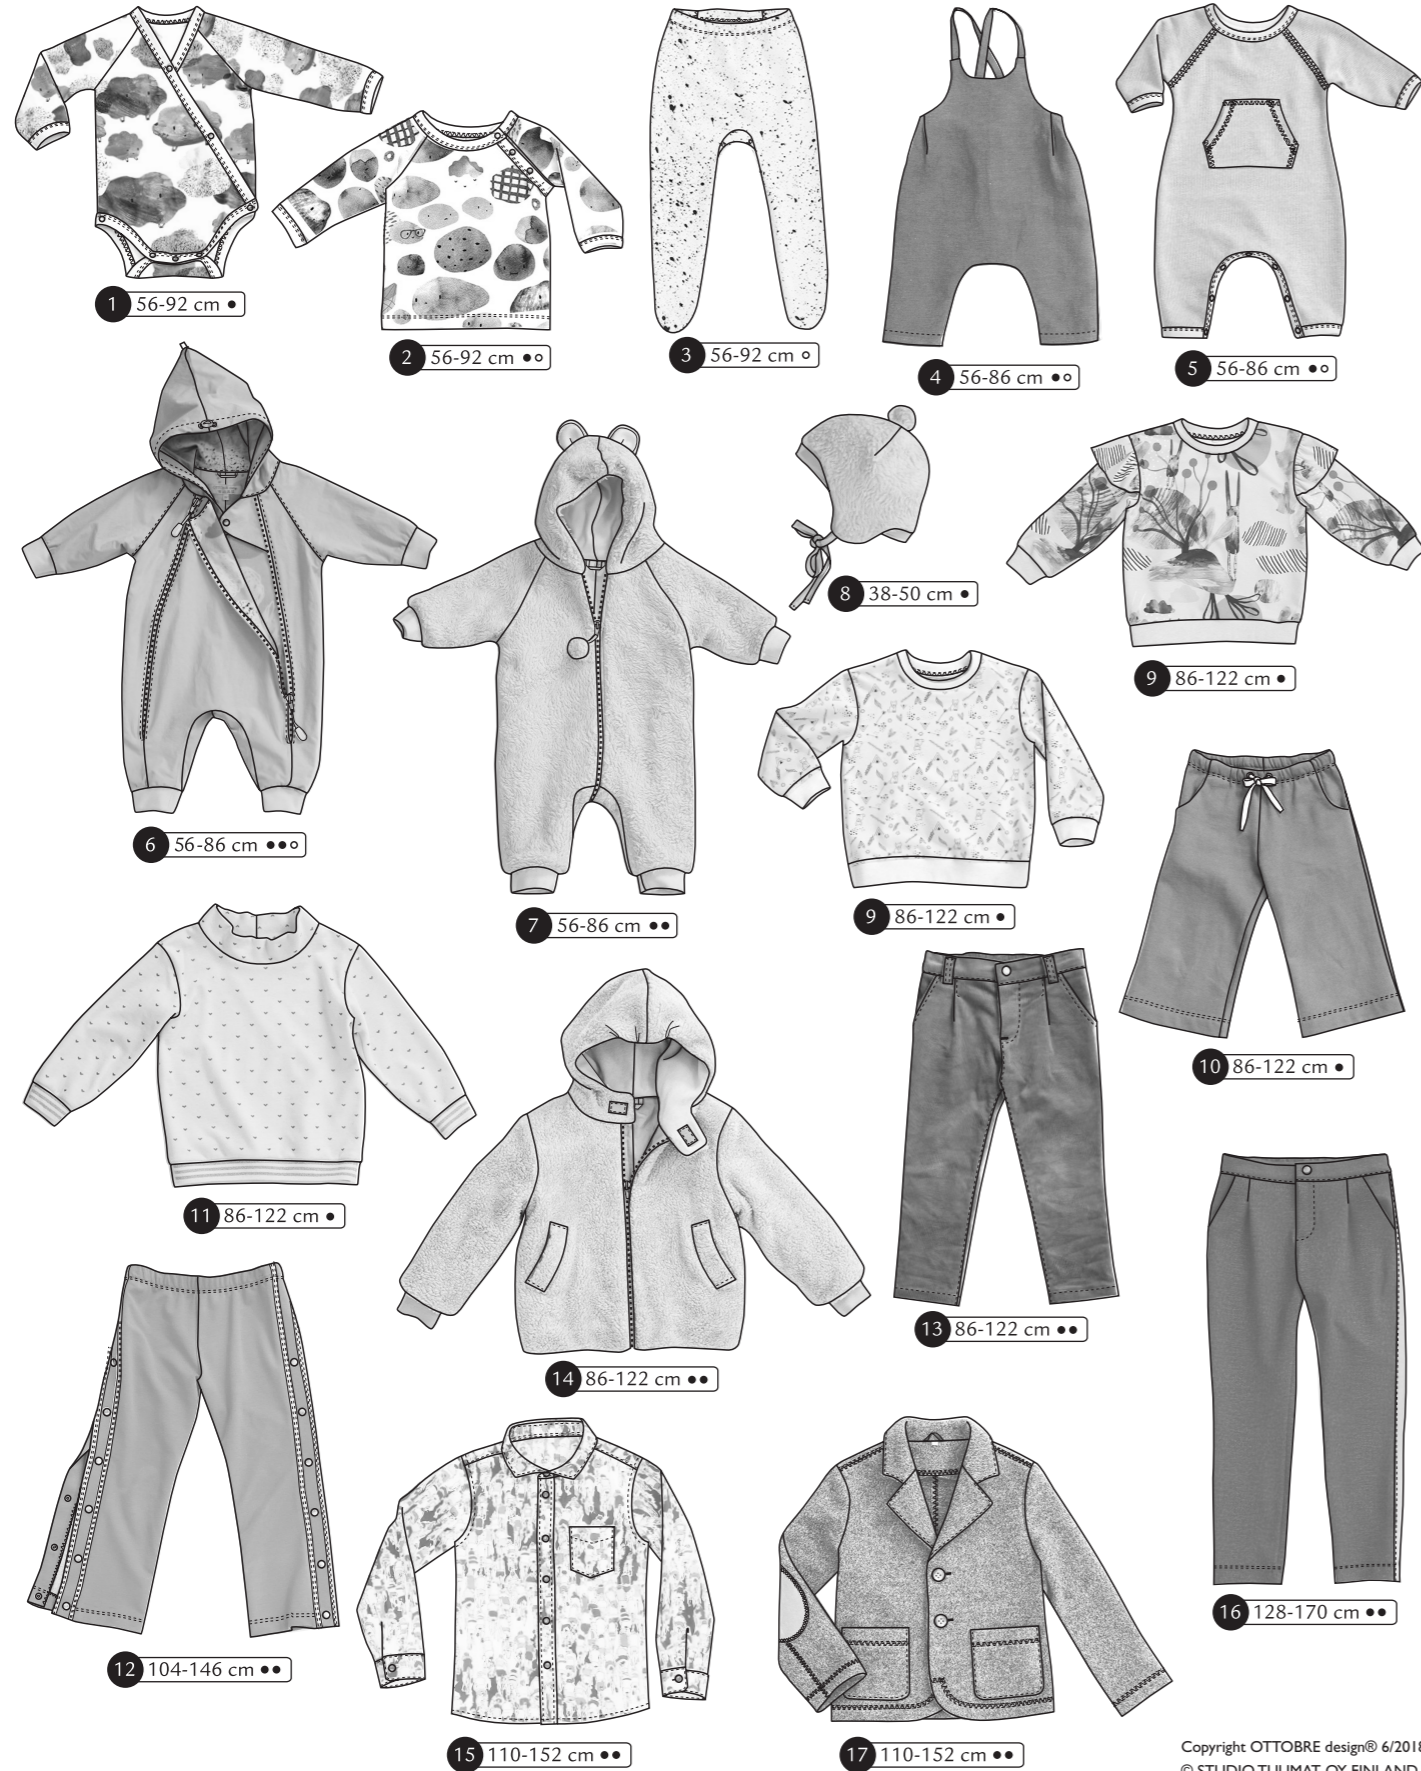 1 56-92 cm ●
2 56-92 cm ●○
3 56-92 cm ○
4 56-86 cm ●○
5 56-86 cm ●○
6 56-86 cm ●●○
7 56-86 cm ●●
8 38-50 cm ●
9 86-122 cm ●
9 86-122 cm ●
10 86-122 cm ●
11 86-122 cm ●
12 104-146 cm ●●
13 86-122 cm ●●
14 86-122 cm ●●
15 110-152 cm ●●
16 128-170 cm ●●
17 110-152 cm ●●
Copyright OTTOBRE design® 6/2018
© STUDIO TUUMAT OY, FINLAND